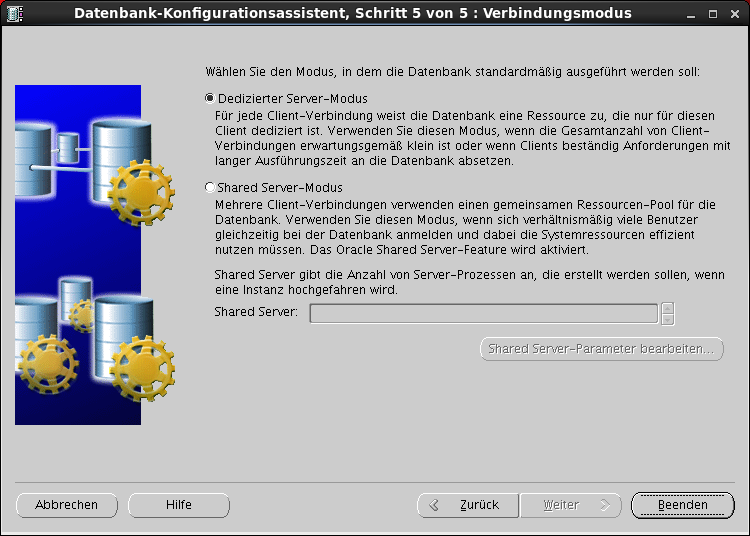 Datenbank-Konfigurationsassistent, Schritt 5 von 5 : Verbindungsmodus
Wählen Sie den Modus, in dem die Datenbank standardmäßig ausgeführt werden soll:
Dedizierter Server-Modus
Für jede Client-Verbindung weist die Datenbank eine Ressource zu, die nur für diesen
Client dediziert ist. Verwenden Sie diesen Modus, wenn die Gesamtanzahl von Client-
Verbindungen erwartungsgemäß klein ist oder wenn Clients beständig Anforderungen mit
langer Ausführungszeit an die Datenbank absetzen.
Shared Server-Modus
Mehrere Client-Verbindungen verwenden einen gemeinsamen Ressourcen-Pool für die
Datenbank. Verwenden Sie diesen Modus, wenn sich verhältnismäßig viele Benutzer
gleichzeitig bei der Datenbank anmelden und dabei die Systemressourcen effizient
nutzen müssen. Das Oracle Shared Server-Feature wird aktiviert.
Shared Server gibt die Anzahl von Server-Prozessen an, die erstellt werden sollen, wenn
eine Instanz hochgefahren wird.
Shared Server:
Shared Server-Parameter bearbeiten...
Abbrechen
Hilfe
Zurück
Weiter
Beenden